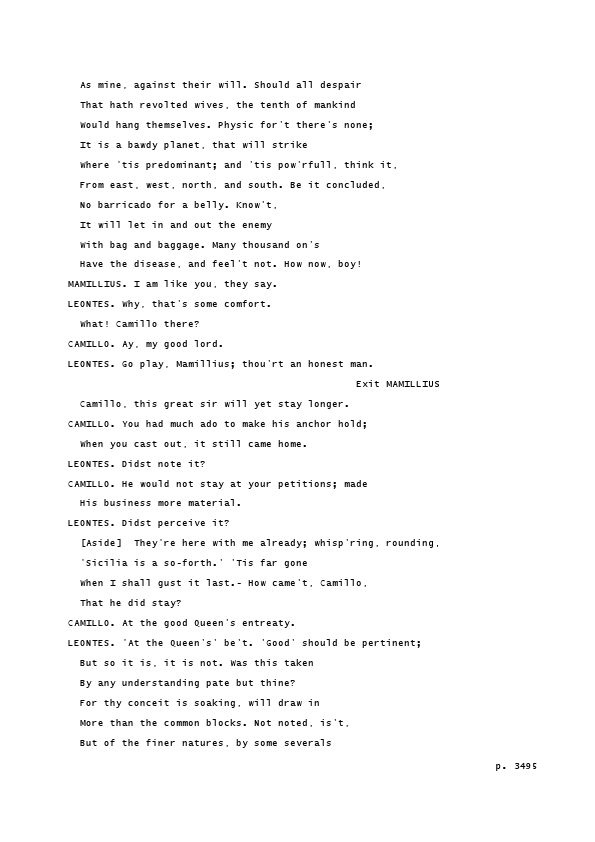 As mine, against their will. Should all despair
That hath revolted wives, the tenth of mankind
Would hang themselves. Physic for't there's none;
It is a bawdy planet, that will strike
Where 'tis predominant; and 'tis pow'rfull, think it,
From east, west, north, and south. Be it concluded,
No barricado for a belly. Know't,
It will let in and out the enemy
With bag and baggage. Many thousand on's
Have the disease, and feel't not. How now, boy!
MAMILLIUS. I am like you, they say.
LEONTES. Why, that's some comfort.
What! Camillo there?
CAMILLO. Ay, my good lord.
LEONTES. Go play, Mamillius; thou'rt an honest man.
Exit MAMILLIUS
Camillo, this great sir will yet stay longer.
CAMILLO. You had much ado to make his anchor hold;
When you cast out, it still came home.
LEONTES. Didst note it?
CAMILLO. He would not stay at your petitions; made
His business more material.
LEONTES. Didst perceive it?
[Aside]  They're here with me already; whisp'ring, rounding,
'Sicilia is a so-forth.' 'Tis far gone
When I shall gust it last.- How came't, Camillo,
That he did stay?
CAMILLO. At the good Queen's entreaty.
LEONTES. 'At the Queen's' be't. 'Good' should be pertinent;
But so it is, it is not. Was this taken
By any understanding pate but thine?
For thy conceit is soaking, will draw in
More than the common blocks. Not noted, is't,
But of the finer natures, by some severals
p. 3495